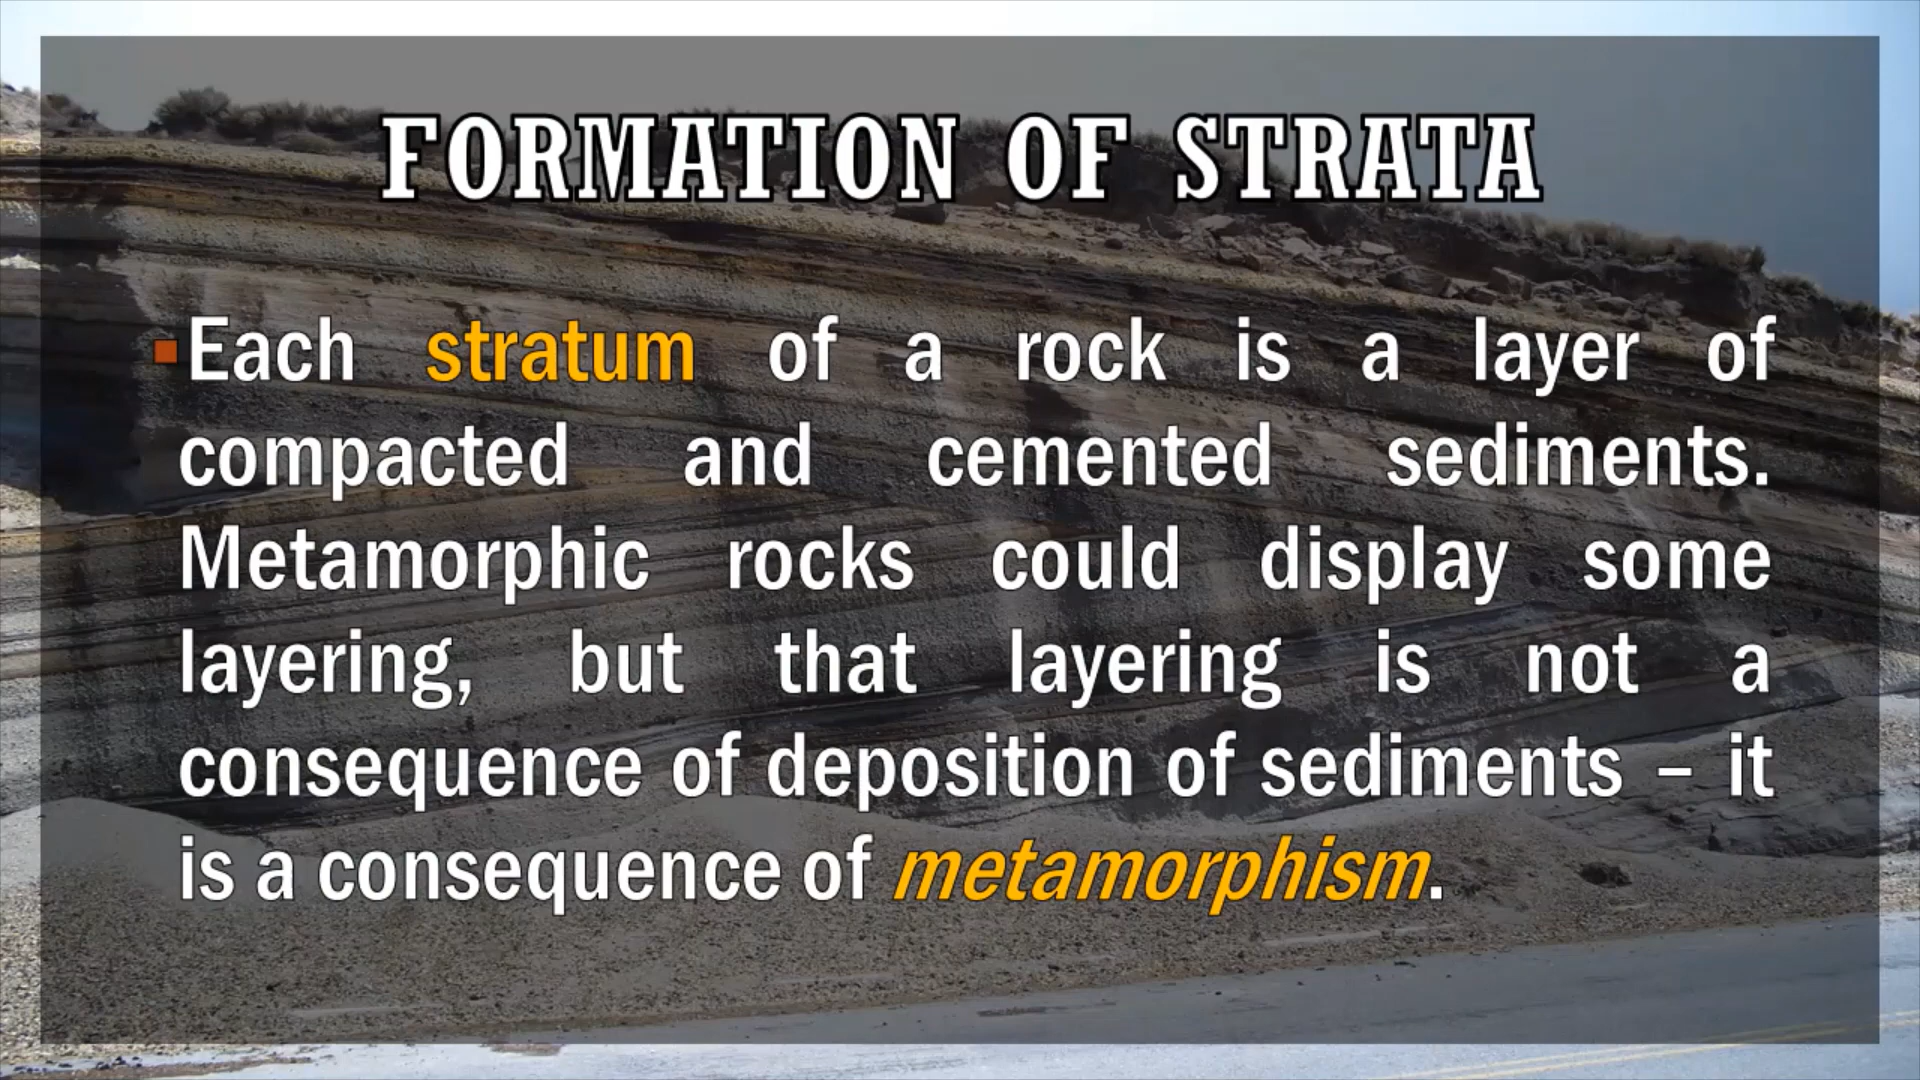 FORMATION OF STRATA
▪Each stratum of a rock is a layer of
compacted and cemented sediments.
Metamorphic rocks could display some
layering, but that layering is not a
consequence of deposition of sediments – it
is a consequence of metamorphism.